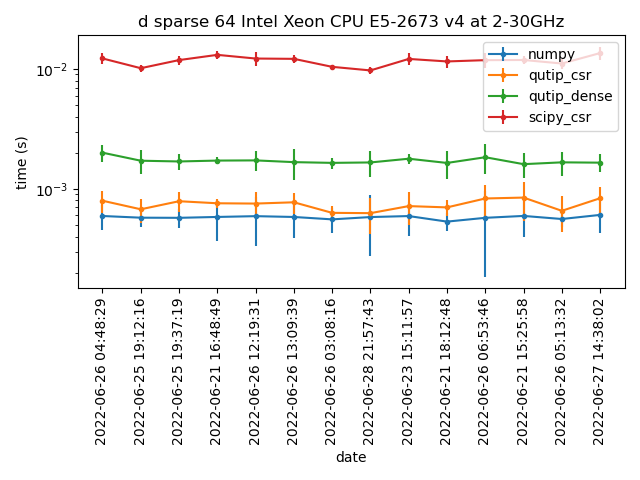 d sparse 64 Intel Xeon CPU E5-2673 v4 at 2-30GHz
numpy
qutip_csr
qutip_dense
scipy_csr
time (s)
10⁻²
10⁻³
2022-06-26 04:48:29
2022-06-25 19:12:16
2022-06-25 19:37:19
2022-06-21 16:48:49
2022-06-26 12:19:31
2022-06-26 13:09:39
2022-06-26 03:08:16
2022-06-28 21:57:43
2022-06-23 15:11:57
2022-06-21 18:12:48
2022-06-26 06:53:46
2022-06-21 15:25:58
2022-06-26 05:13:32
2022-06-27 14:38:02
date